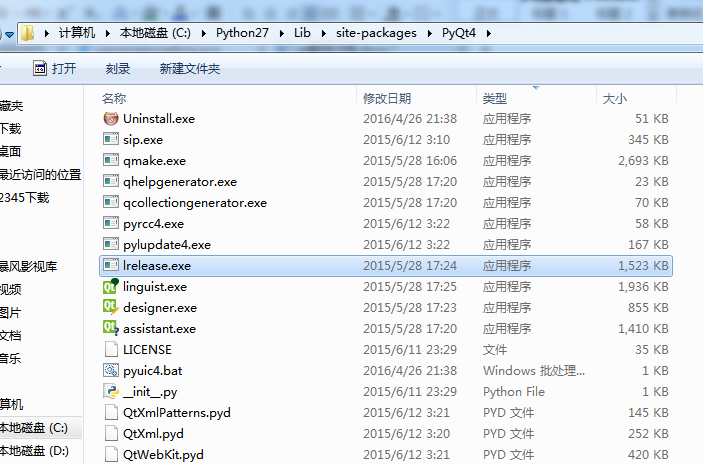 计算机 本地磁盘 (C:) Python27 Lib site-packages PyQt4
打开 刻录 新建文件夹
名称 修改日期 类型 大小
Uninstall.exe 2016/4/26 21:38 应用程序 51 KB
sip.exe 2015/6/12 3:10 应用程序 345 KB
qmake.exe 2015/5/28 16:06 应用程序 2,693 KB
qhelpgenerator.exe 2015/5/28 17:20 应用程序 23 KB
qcollectiongenerator.exe 2015/5/28 17:20 应用程序 70 KB
pyrcc4.exe 2015/6/12 3:22 应用程序 58 KB
pylupdate4.exe 2015/6/12 3:22 应用程序 167 KB
lrelease.exe 2015/5/28 17:24 应用程序 1,523 KB
linguist.exe 2015/5/28 17:25 应用程序 1,936 KB
designer.exe 2015/5/28 17:23 应用程序 855 KB
assistant.exe 2015/5/28 17:20 应用程序 1,410 KB
LICENSE 2015/6/11 23:29 文件 35 KB
pyuic4.bat 2016/4/26 21:38 Windows 批处理... 1 KB
__init__.py 2015/6/11 23:29 Python File 1 KB
QtXmlPatterns.pyd 2015/6/12 3:21 PYD 文件 145 KB
QtXml.pyd 2015/6/12 3:20 PYD 文件 252 KB
QtWebKit.pyd 2015/6/12 3:21 PYD 文件 420 KB
藏夹
下载
桌面
最近访问的位置
2345下载
暴风影视库
视频
图片
文档
音乐
算机
本地磁盘 (C:)
本地磁盘 (D:)